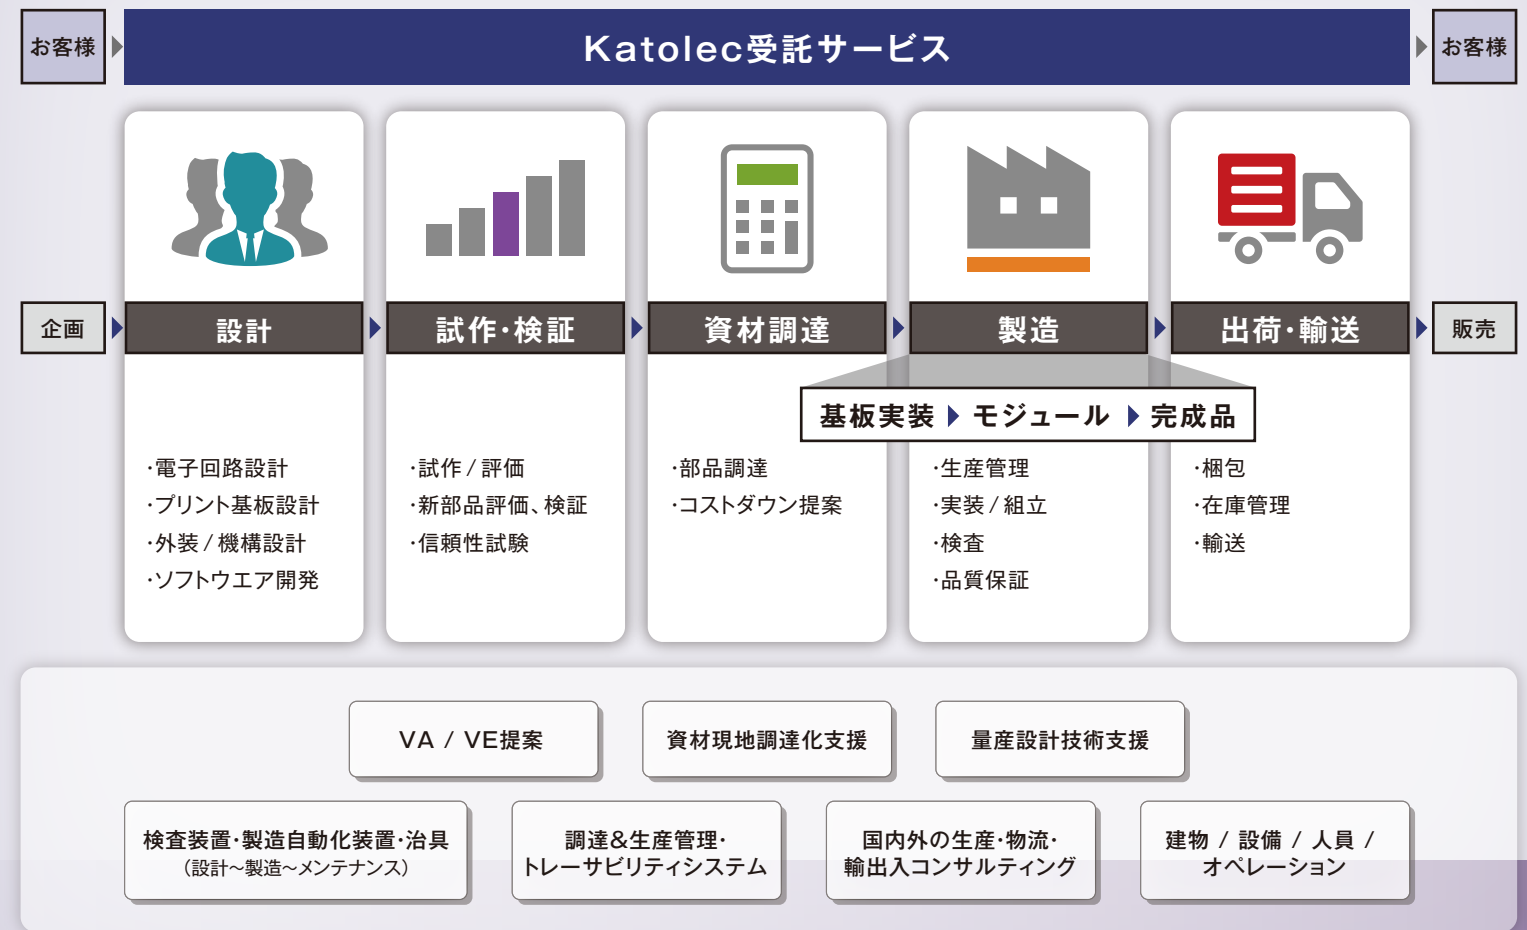 お客様
Katolec受託サービス
お客様
企画
設計
試作・検証
資材調達
製造
出荷・輸送
販売
基板実装
モジュール
完成品
・電子回路設計
・プリント基板設計
・外装 / 機構設計
・ソフトウエア開発
・試作 / 評価
・新部品評価、検証
・信頼性試験
・部品調達
・コストダウン提案
・生産管理
・実装 / 組立
・検査
・品質保証
・梱包
・在庫管理
・輸送
VA / VE提案
資材現地調達化支援
量産設計技術支援
検査装置・製造自動化装置・治具
（設計〜製造〜メンテナンス）
調達&生産管理・
トレーサビリティシステム
国内外の生産・物流・
輸出入コンサルティング
建物 / 設備 / 人員 /
オペレーション